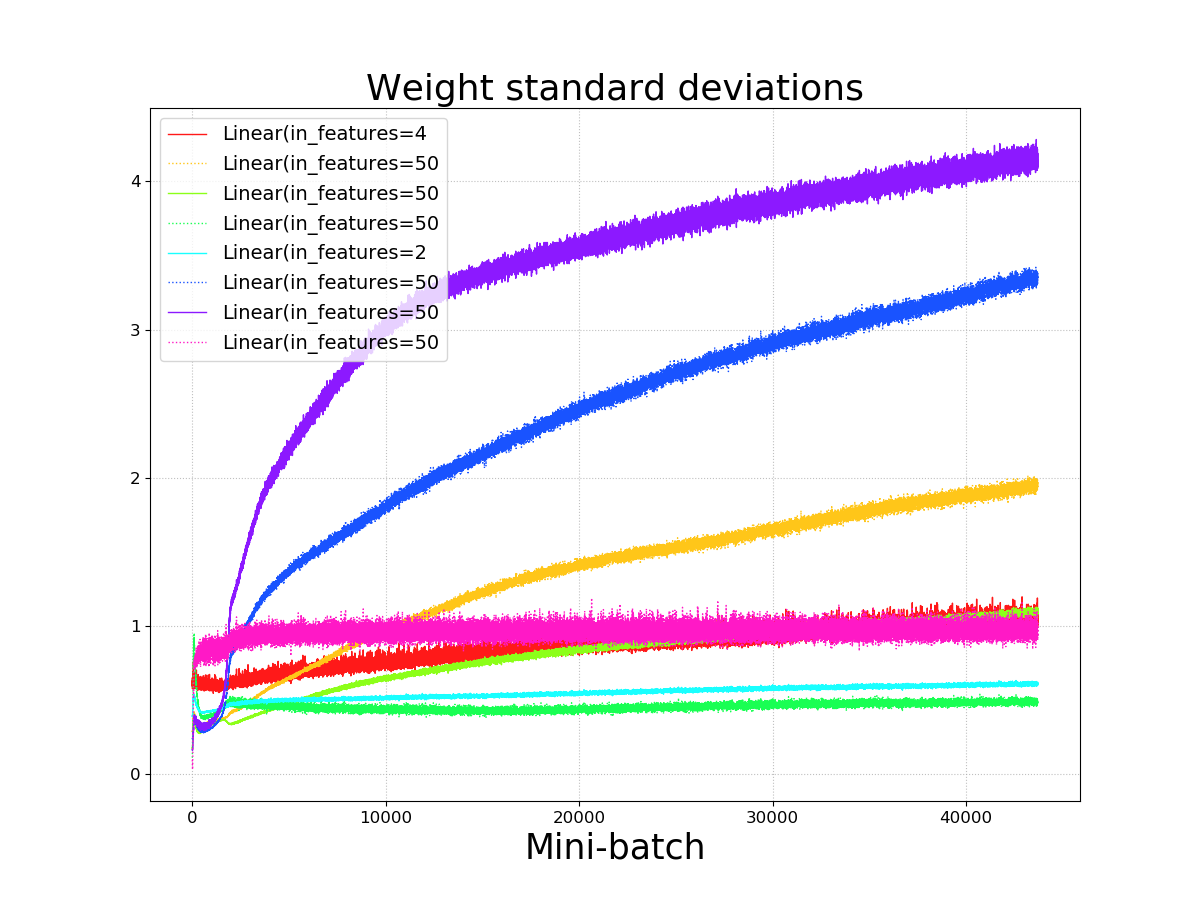 Weight standard deviations
Linear(in_features=4
Linear(in_features=50
Linear(in_features=50
Linear(in_features=50
Linear(in_features=2
Linear(in_features=50
Linear(in_features=50
Linear(in_features=50
4
3
2
1
0
0 10000 20000 30000 40000
Mini-batch